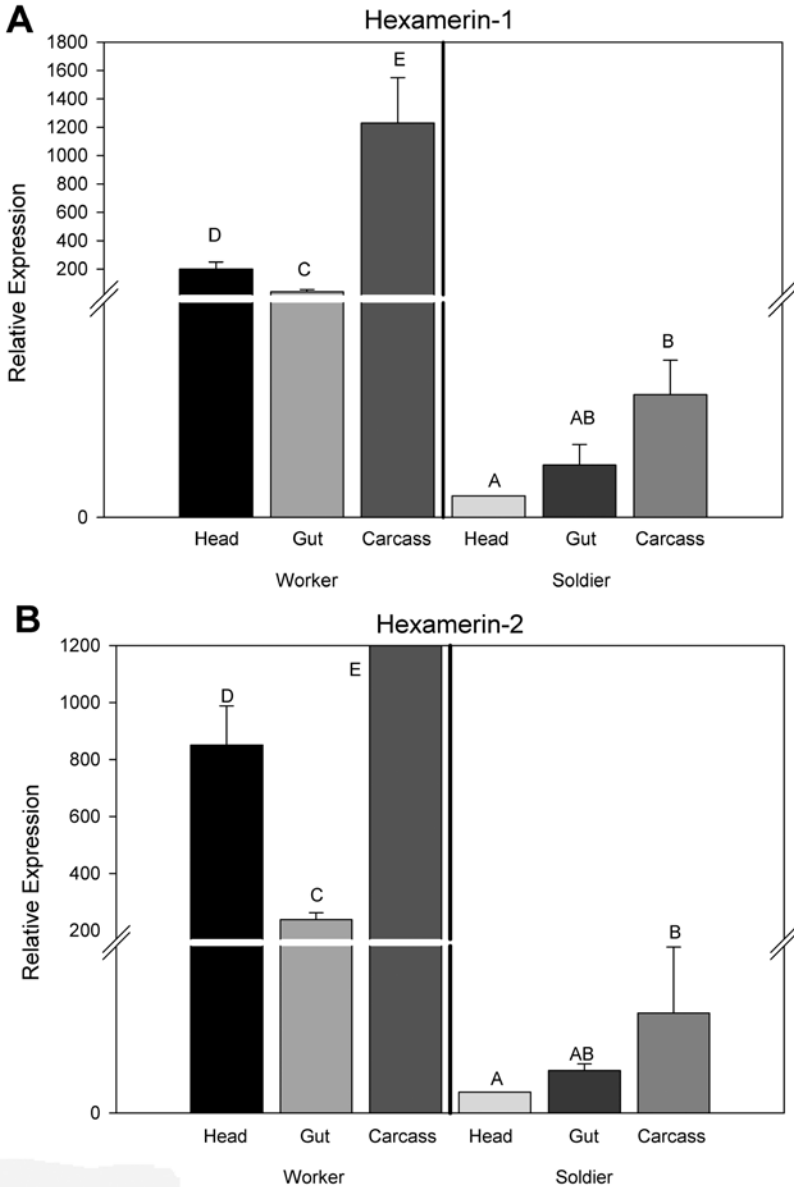 A
Hexamerin-1
Relative Expression
1800
1600
1400
1200
1000
800
600
400
200
0
E
D
C
B
AB
A
Head Gut Carcass Head Gut Carcass
Worker Soldier
B
Hexamerin-2
Relative Expression
1200
1000
800
600
400
200
0
E
D
C
B
AB
A
Head Gut Carcass Head Gut Carcass
Worker Soldier